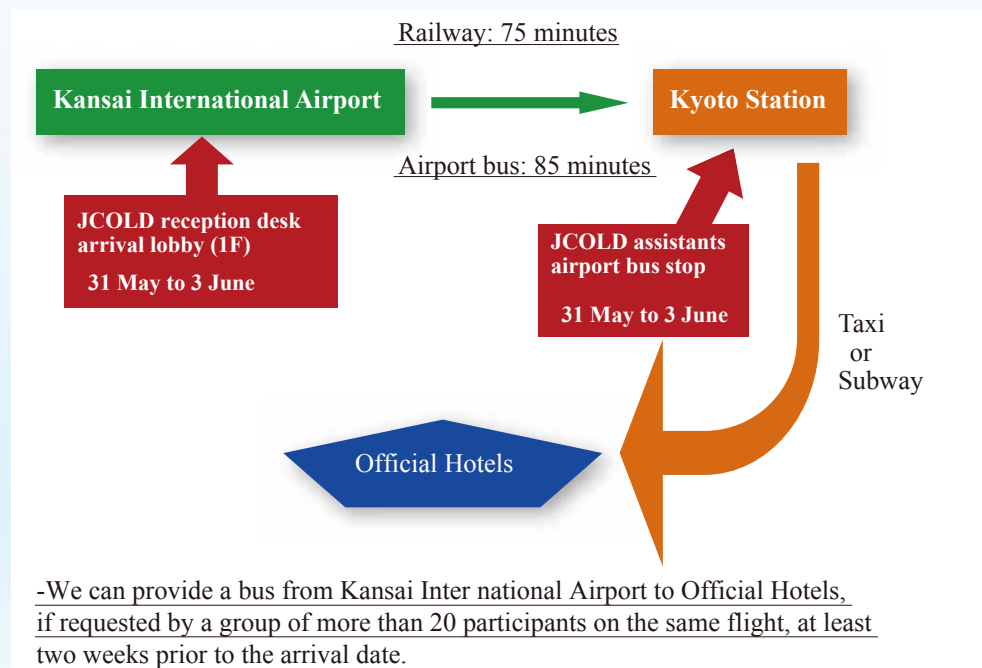 Railway: 75 minutes
Kansai International Airport
Kyoto Station
Airport bus: 85 minutes
JCOLD reception desk
arrival lobby (1F)
31 May to 3 June
JCOLD assistants
airport bus stop
31 May to 3 June
Taxi
or
Subway
Official Hotels
-We can provide a bus from Kansai Inter national Airport to Official Hotels,
if requested by a group of more than 20 participants on the same flight, at least
two weeks prior to the arrival date.